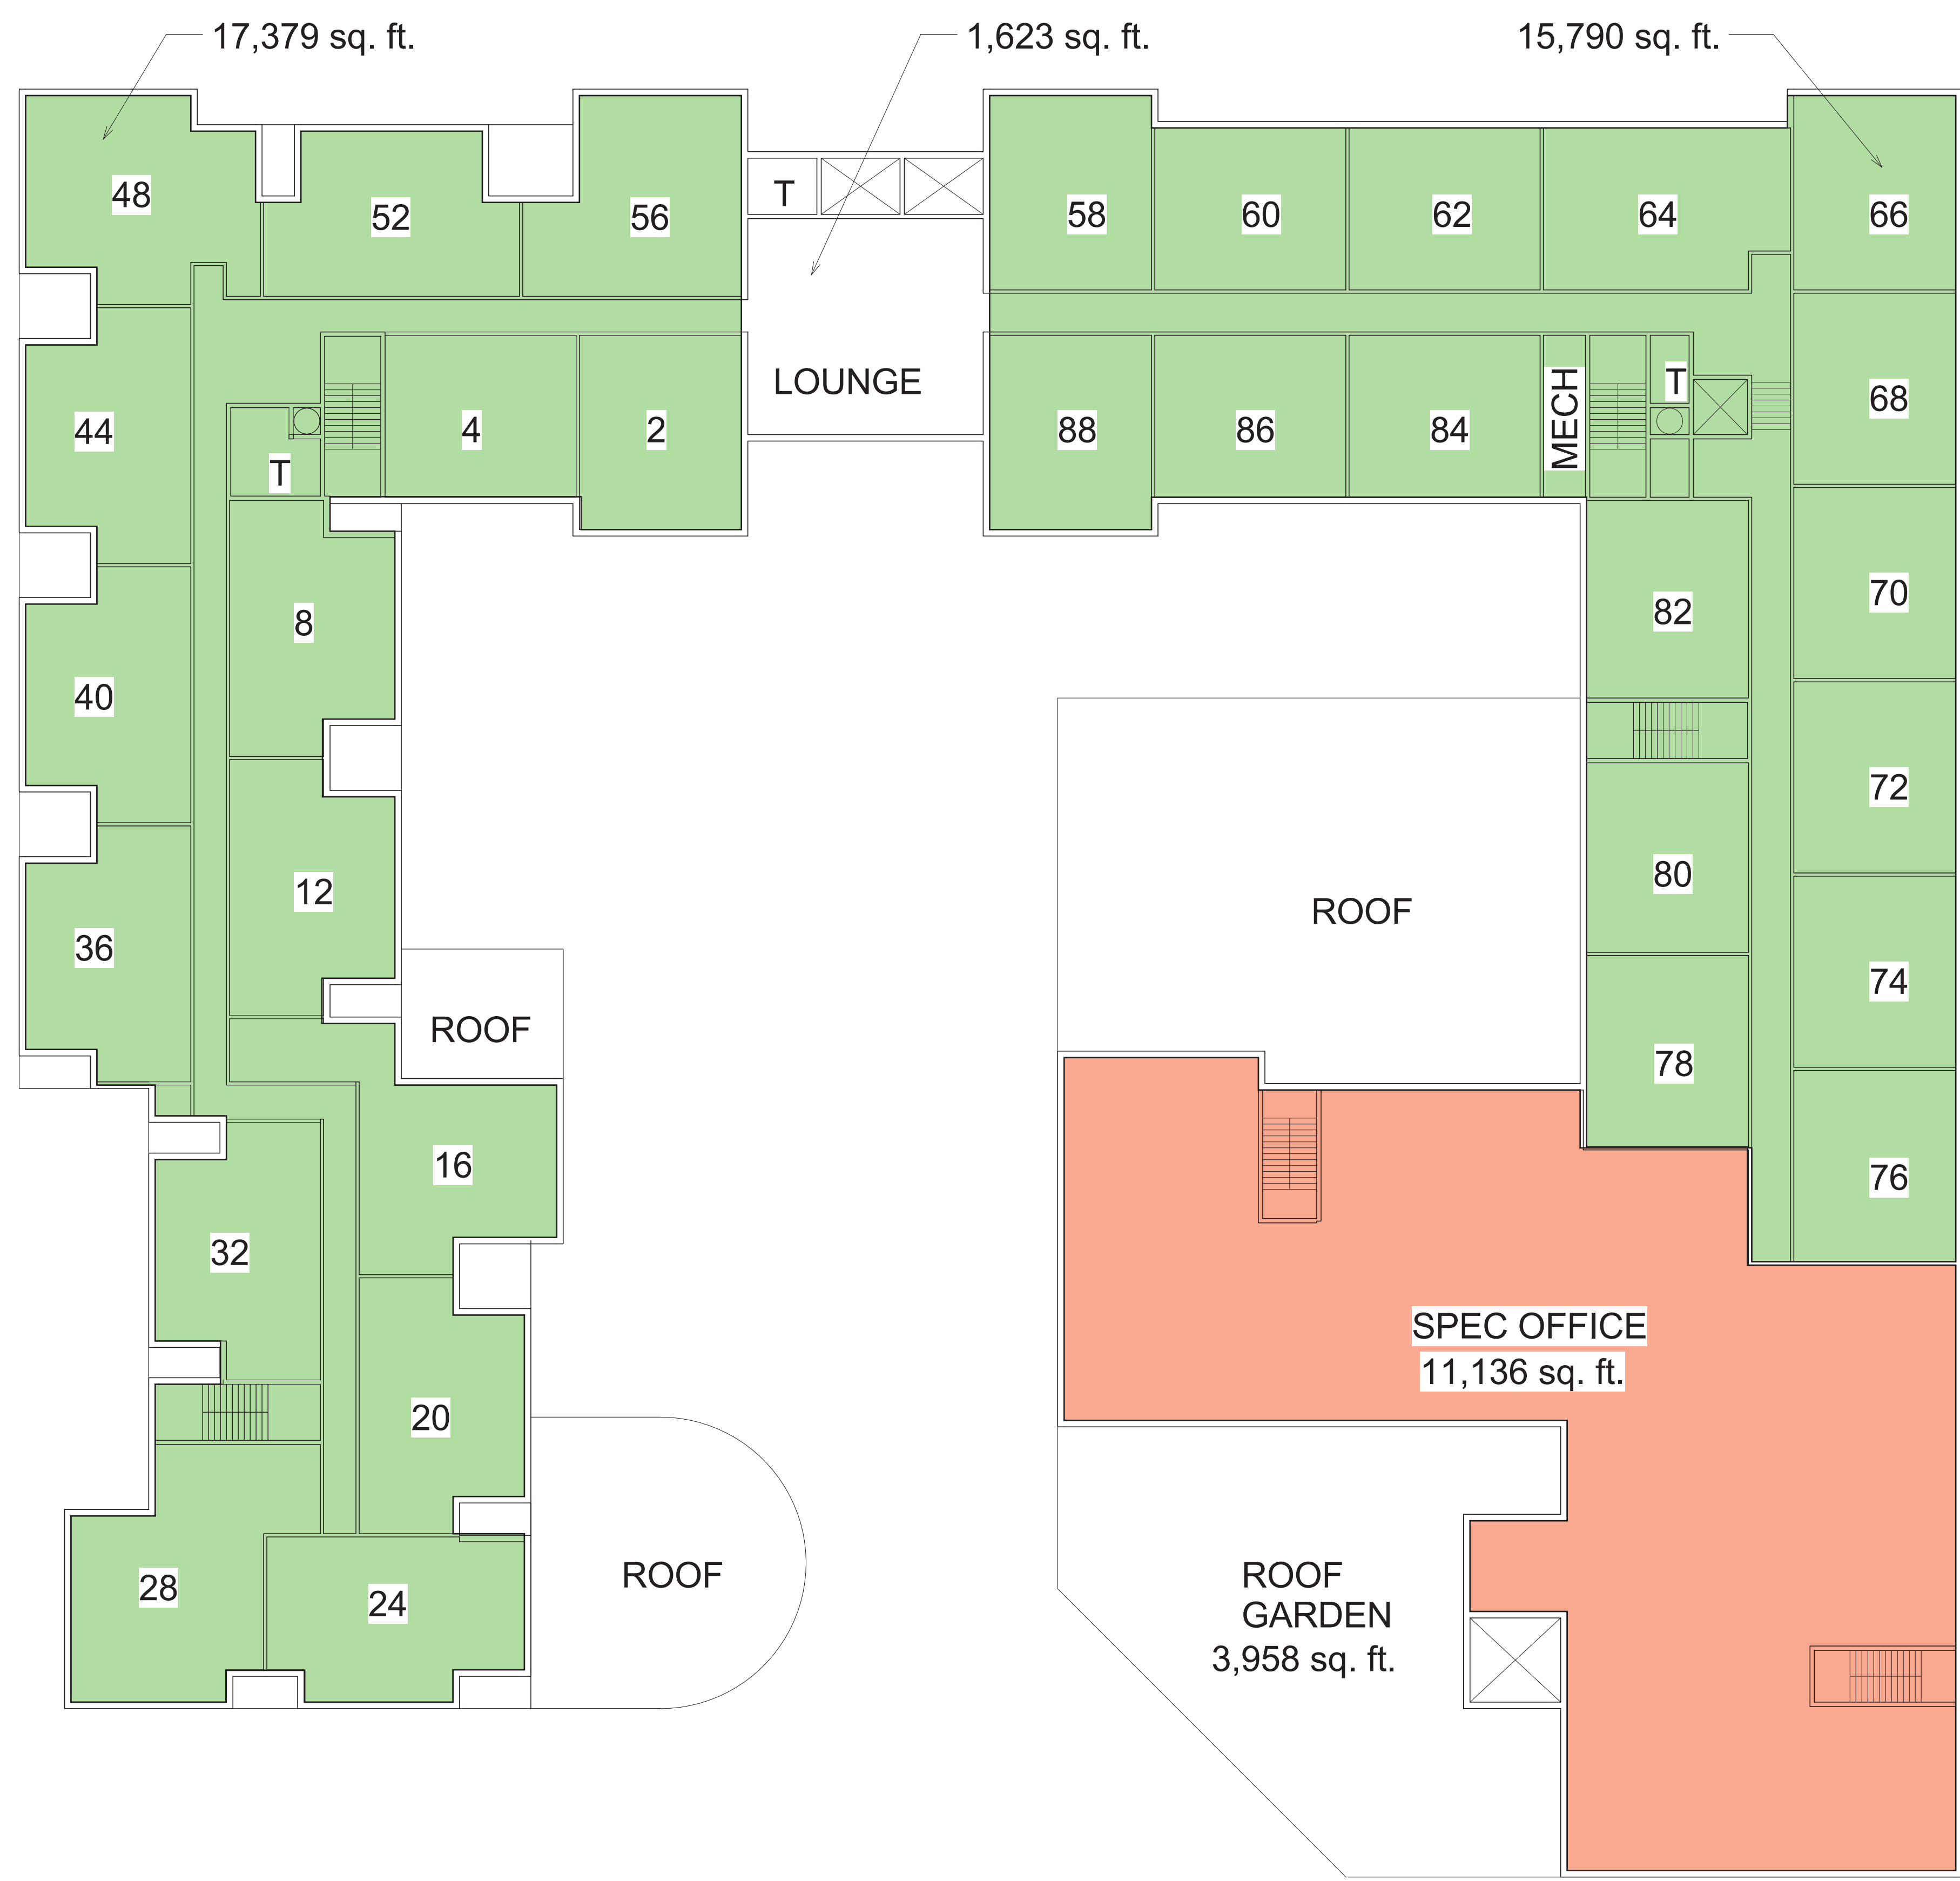 17,379 sq. ft.
1,623 sq. ft.
15,790 sq. ft.
48
52
56
T
58
60
62
64
66
LOUNGE
44
T
4
2
88
86
84
MECH
T
68
8
82
70
40
72
12
80
36
ROOF
ROOF
74
78
16
76
32
SPEC OFFICE
11,136 sq. ft.
20
28
24
ROOF
ROOF
GARDEN
3,958 sq. ft.